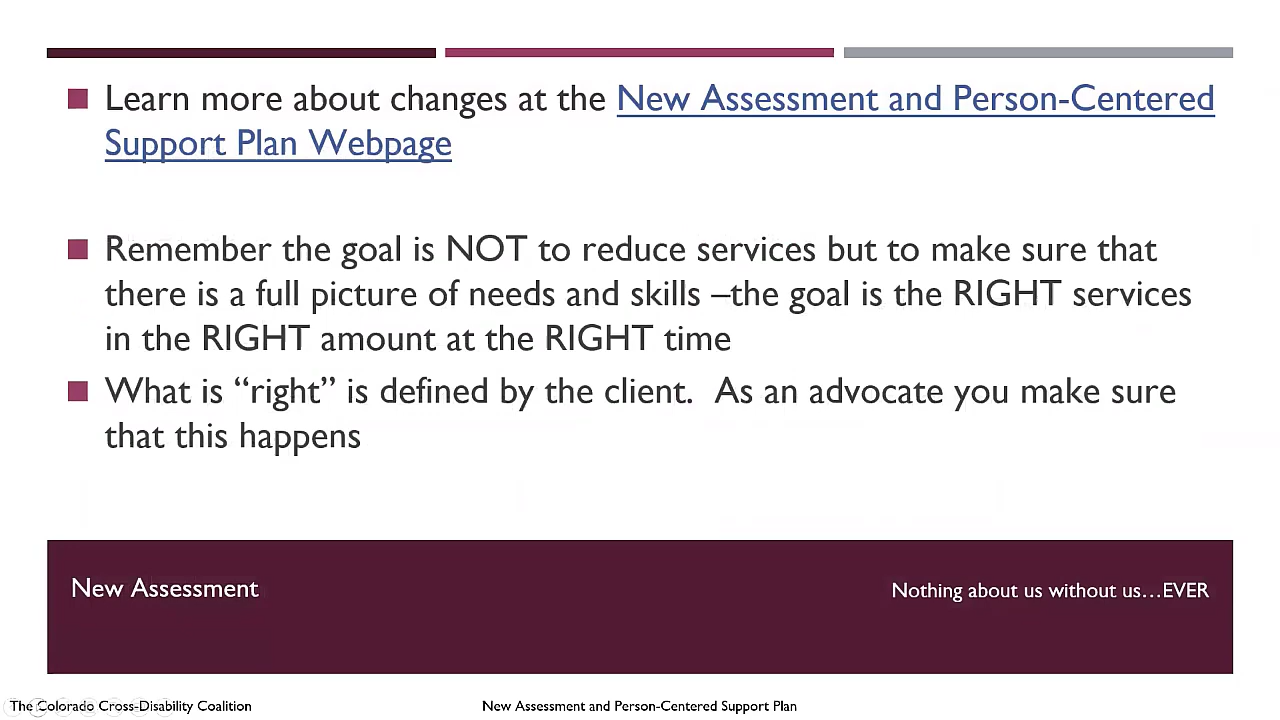 Learn more about changes at the New Assessment and Person-Centered
Support Plan Webpage
Remember the goal is NOT to reduce services but to make sure that
there is a full picture of needs and skills –the goal is the RIGHT services
in the RIGHT amount at the RIGHT time
What is “right” is defined by the client.  As an advocate you make sure
that this happens
New Assessment
Nothing about us without us…EVER
The Colorado Cross-Disability Coalition
New Assessment and Person-Centered Support Plan